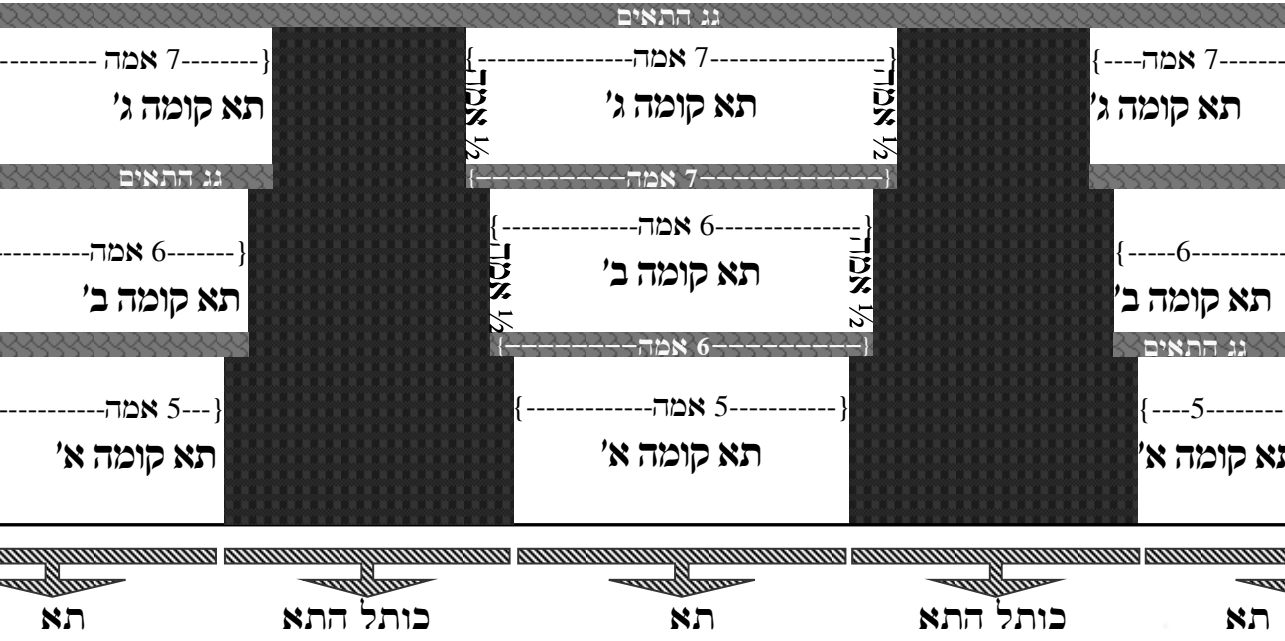 גג התאים
7 אמה
7 אמה
7 אמה
½ אמה
½ אמה
תא קומה ג'
תא קומה ג'
תא קומה ג'
7 אמה
גג התאים
6
6 אמה
6 אמה
½ אמה
½ אמה
תא קומה ב'
תא קומה ב'
תא קומה ב'
גג התאים
6 אמה
5
5 אמה
5 אמה
תא קומה א'
תא קומה א'
תא קומה א'
תא
כותל התא
תא
כותל התא
תא